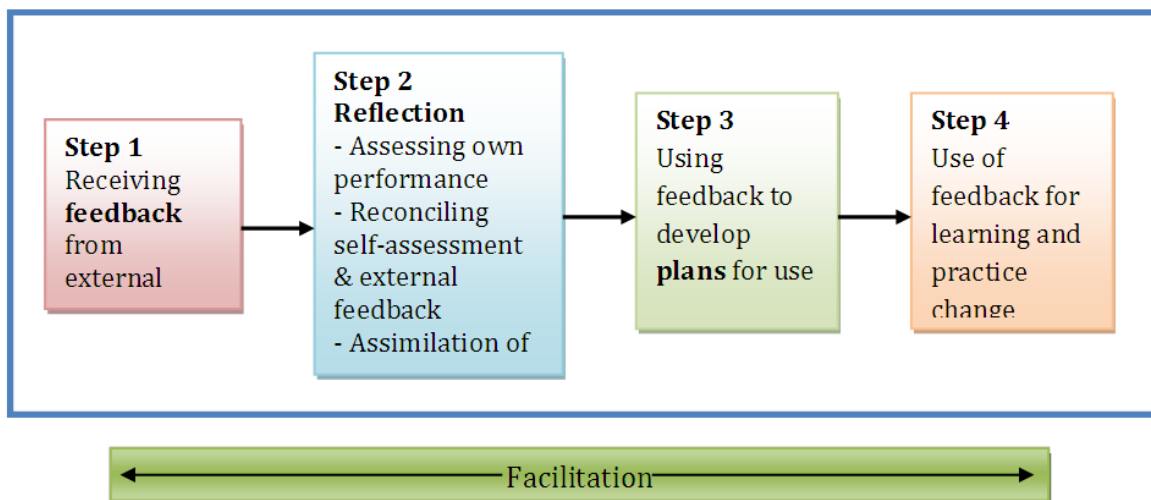 Step 1
Receiving
feedback
from
external
Step 2
Reflection
- Assessing own
performance
- Reconciling
self-assessment
& external
feedback
- Assimilation of
Step 3
Using
feedback to
develop
plans for use
Step 4
Use of
feedback for
learning and
practice
change
Facilitation